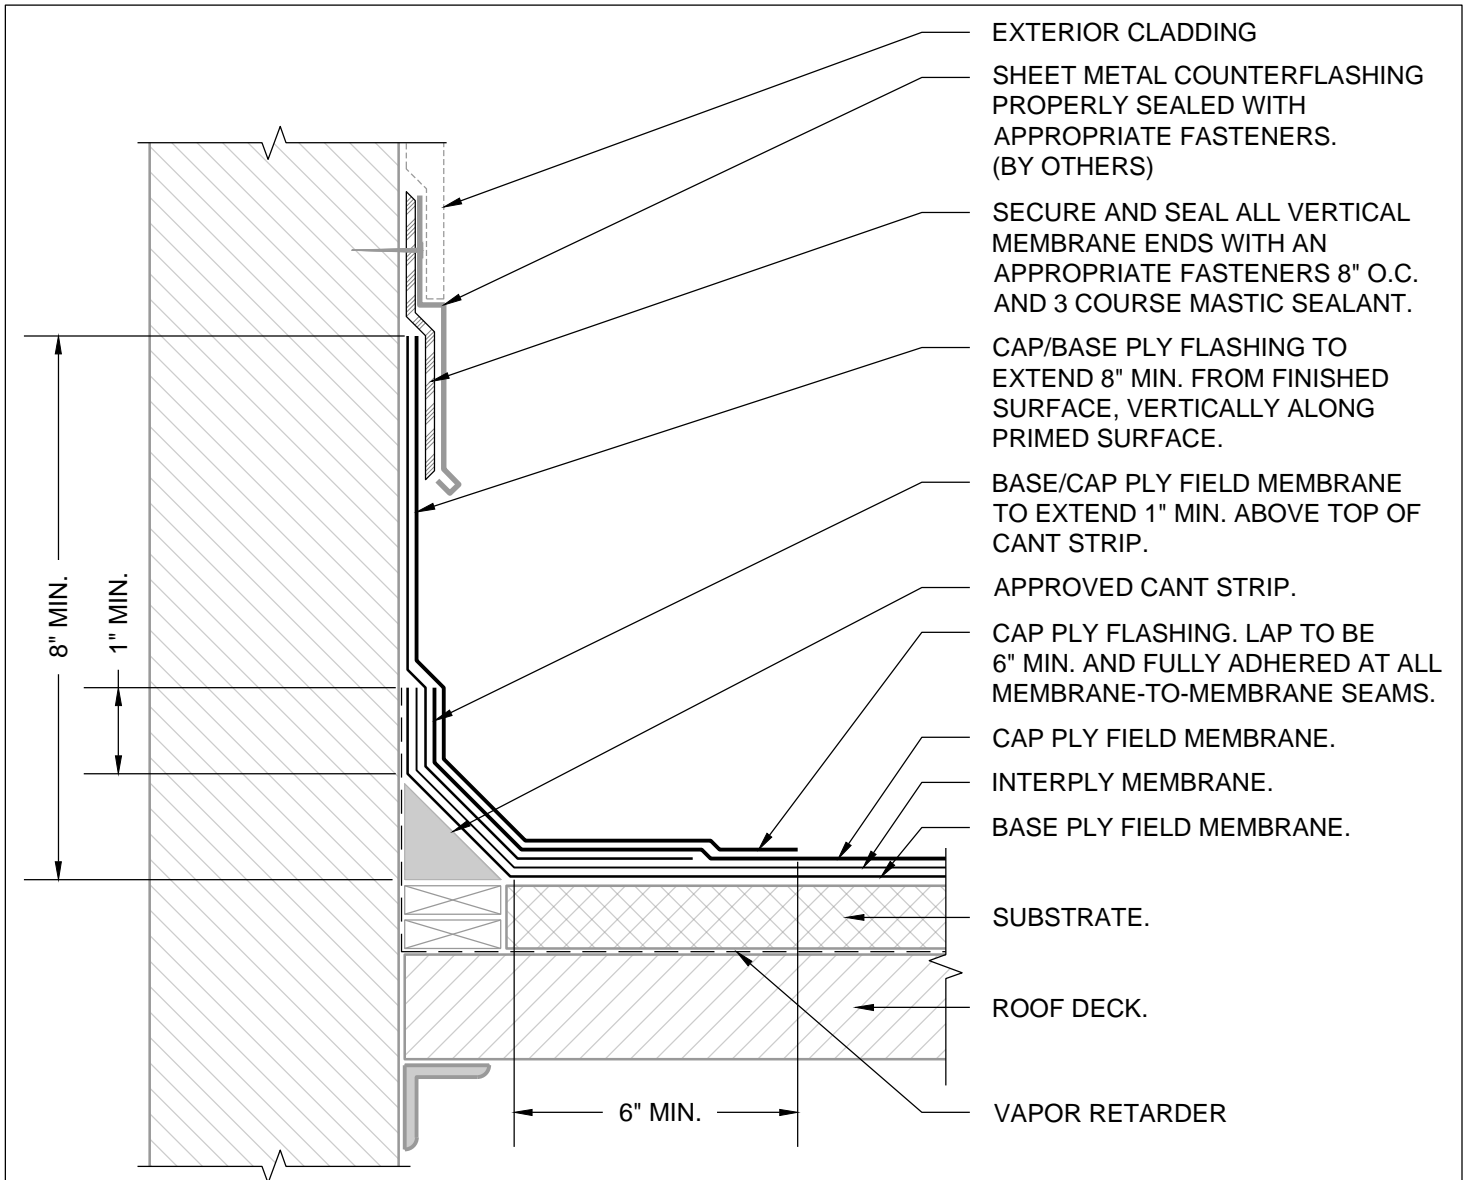 EXTERIOR CLADDING
SHEET METAL COUNTERFLASHING
PROPERLY SEALED WITH
APPROPRIATE FASTENERS.
(BY OTHERS)
SECURE AND SEAL ALL VERTICAL
MEMBRANE ENDS WITH AN
APPROPRIATE FASTENERS 8" O.C.
AND 3 COURSE MASTIC SEALANT.
CAP/BASE PLY FLASHING TO
EXTEND 8" MIN. FROM FINISHED
SURFACE, VERTICALLY ALONG
PRIMED SURFACE.
BASE/CAP PLY FIELD MEMBRANE
TO EXTEND 1" MIN. ABOVE TOP OF
CANT STRIP.
APPROVED CANT STRIP.
CAP PLY FLASHING. LAP TO BE
6" MIN. AND FULLY ADHERED AT ALL
MEMBRANE-TO-MEMBRANE SEAMS.
CAP PLY FIELD MEMBRANE.
INTERPLY MEMBRANE.
BASE PLY FIELD MEMBRANE.
SUBSTRATE.
ROOF DECK.
VAPOR RETARDER
8" MIN.
1" MIN.
6" MIN.